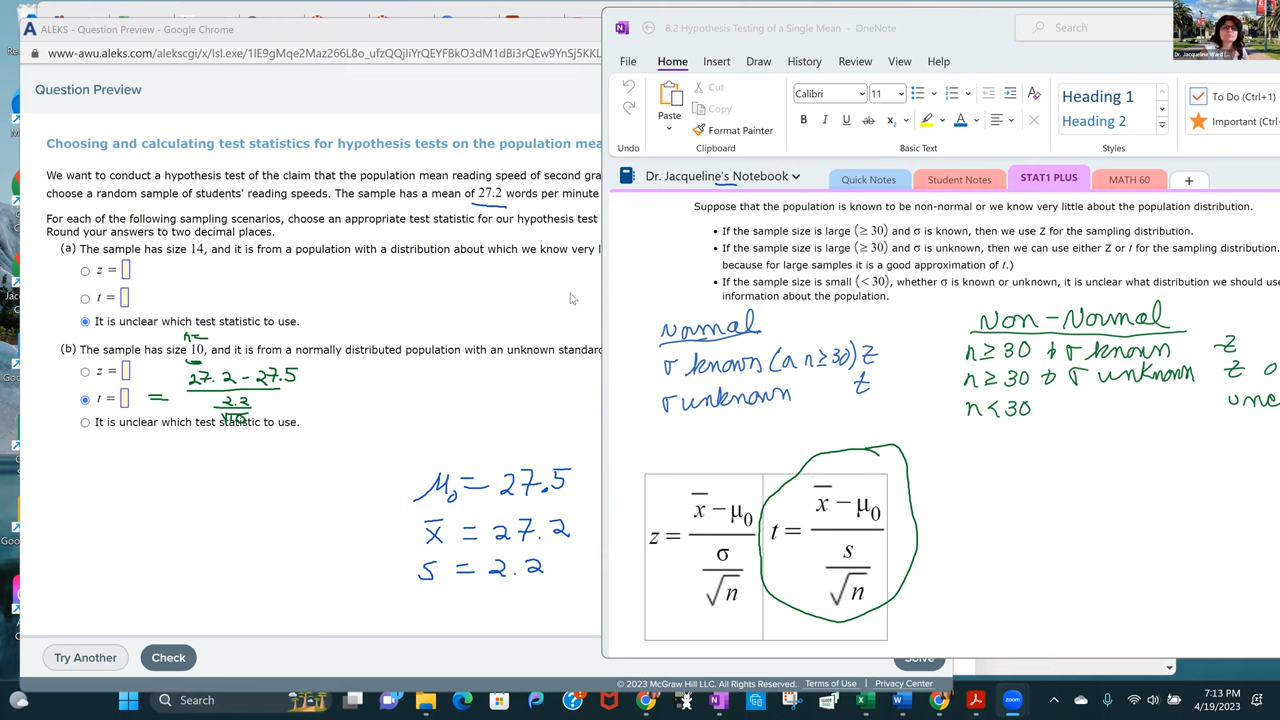 ALEKS - Question Preview - Google Chrome
Question Preview
Choosing and calculating test statistics for hypothesis tests on the population mea
We want to conduct a hypothesis test of the claim that the population mean reading speed of second gra
choose a random sample of students' reading speeds. The sample has a mean of 27.2 words per minute
For each of the following sampling scenarios, choose an appropriate test statistic for our hypothesis test
Round your answers to two decimal places.
(a) The sample has size 14, and it is from a population with a distribution about which we know very l
z =
t =
It is unclear which test statistic to use.
n=
(b) The sample has size 10, and it is from a normally distributed population with an unknown standar
z =
t = = 27.2 - 27.5
2.2
√10
It is unclear which test statistic to use.
μ₀ = 27.5
x̅ = 27.2
s = 2.2
Try Another
Check
Solve
© 2023 McGraw Hill LLC. All Rights Reserved. Terms of Use | Privacy Center
8.2 Hypothesis Testing of a Single Mean - OneNote
Search
Dr. Jacqueline Ward
File Home Insert Draw History Review View Help
Paste
Cut
Copy
Format Painter
Calibri 11
B I U ab x₂ A
Heading 1
Heading 2
To Do (Ctrl+1)
Important (Ctrl
Undo Clipboard Basic Text Styles
Dr. Jacqueline's Notebook Quick Notes Student Notes STAT1 PLUS MATH 60 +
Suppose that the population is known to be non-normal or we know very little about the population distribution.
• If the sample size is large (≥ 30) and σ is known, then we use Z for the sampling distribution.
• If the sample size is large (≥ 30) and σ is unknown, then we can use either Z or t for the sampling distribution.
because for large samples it is a good approximation of t.)
• If the sample size is small (< 30), whether σ is known or unknown, it is unclear what distribution we should use
information about the population.
Normal
σ known (a n≥30) z
σ unknown t
Non-Normal
n ≥ 30 & σ known z
n ≥ 30 & σ unknown z o
n < 30 unc
z = x̅ - μ₀
σ
√n
t = x̅ - μ₀
s
√n
Search
7:13 PM
4/19/2023